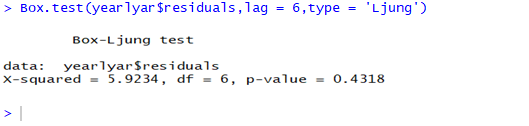 > Box.test(yearlyar$residuals,lag = 6,type = 'Ljung')
Box-Ljung test
data:  yearlyar$residuals
X-squared = 5.9234, df = 6, p-value = 0.4318
>